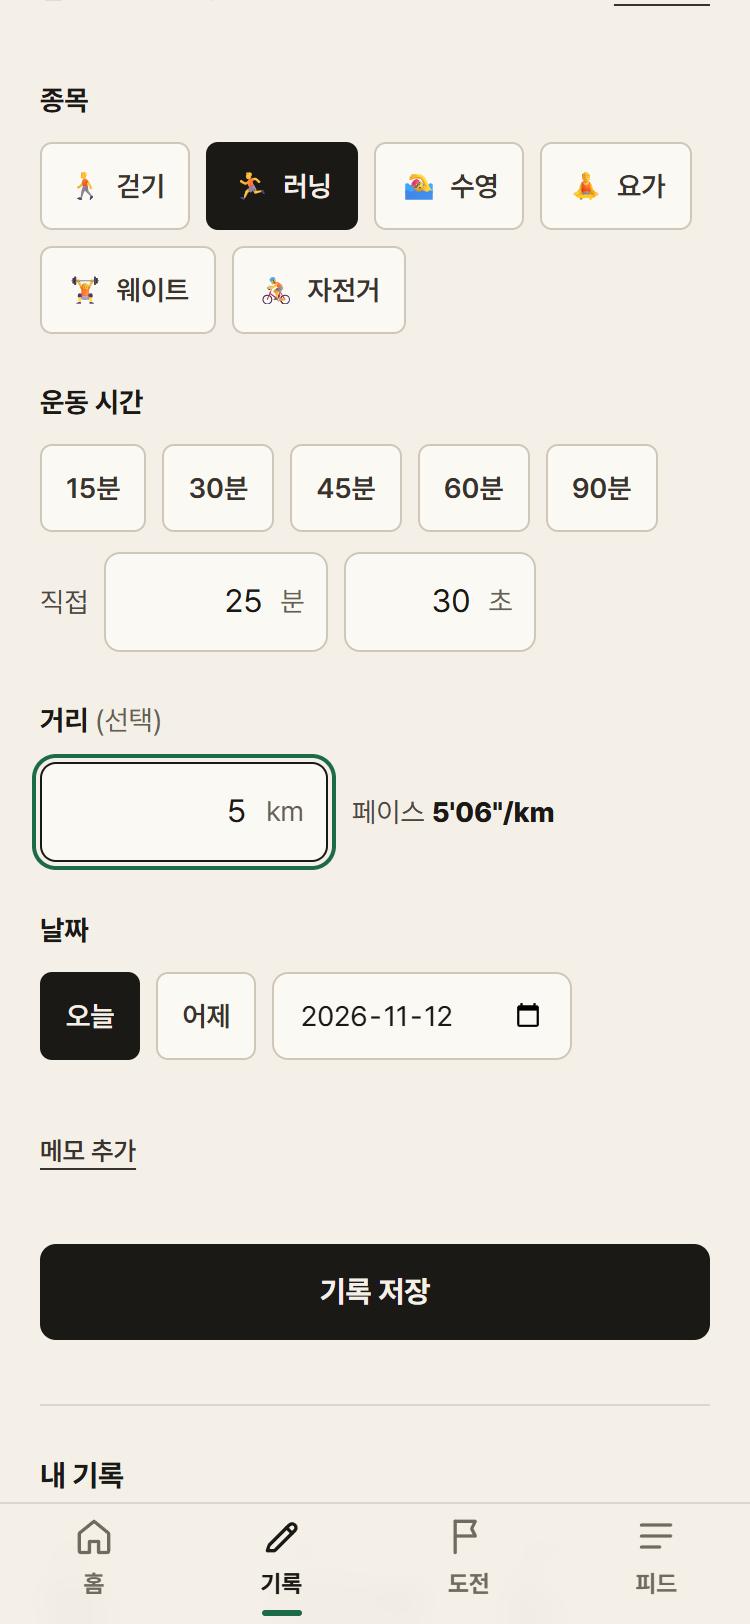 종목
걷기 러닝 수영 요가
웨이트 자전거
운동 시간
15분 30분 45분 60분 90분
직접 25 분 30 초
거리 (선택)
5 km 페이스 5'06"/km
날짜
오늘 어제 2026-11-12
메모 추가
기록 저장
내 기록
홈 기록 도전 피드